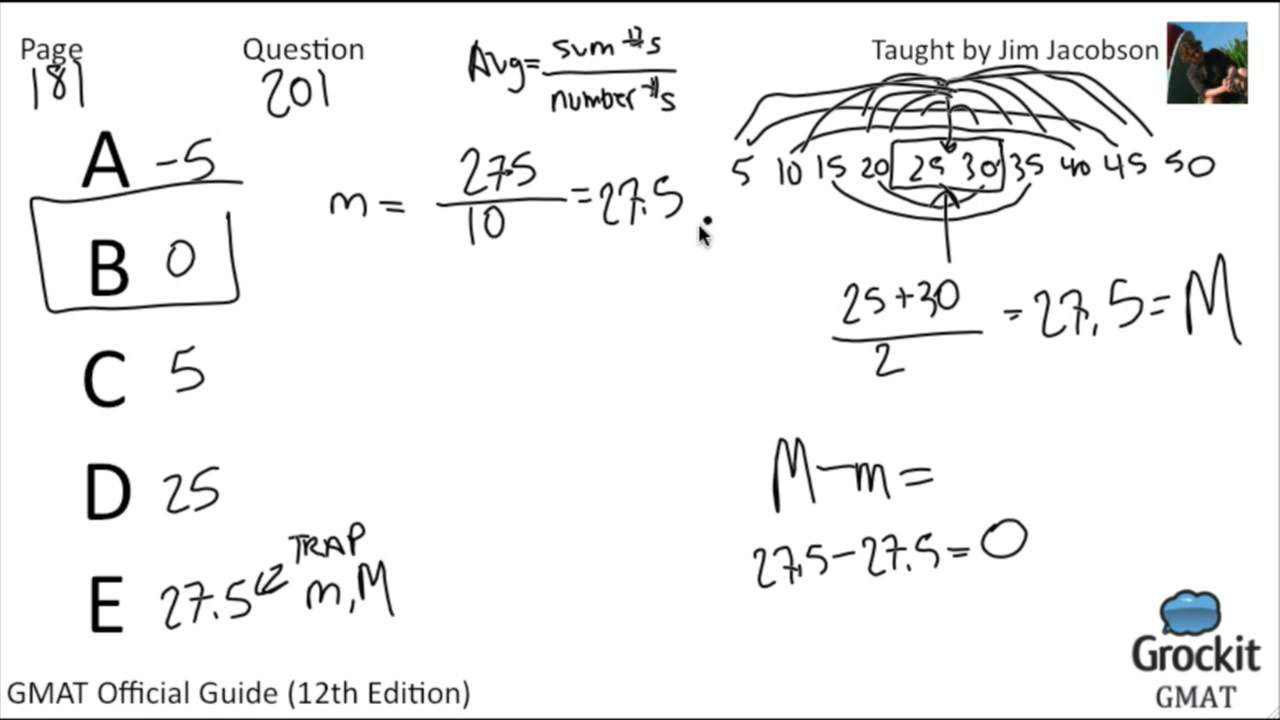 Page
181
Question
201
Avg = sum #'s / number #'s
Taught by Jim Jacobson
A -5
B 0
C 5
D 25
E 27.5
TRAP
m, M
m = 275 / 10 = 27.5
5 10 15 20 25 30 35 40 45 50
25+30 / 2 = 27.5 = M
M-m =
27.5-27.5=0
GMAT Official Guide (12th Edition)
Grockit
GMAT